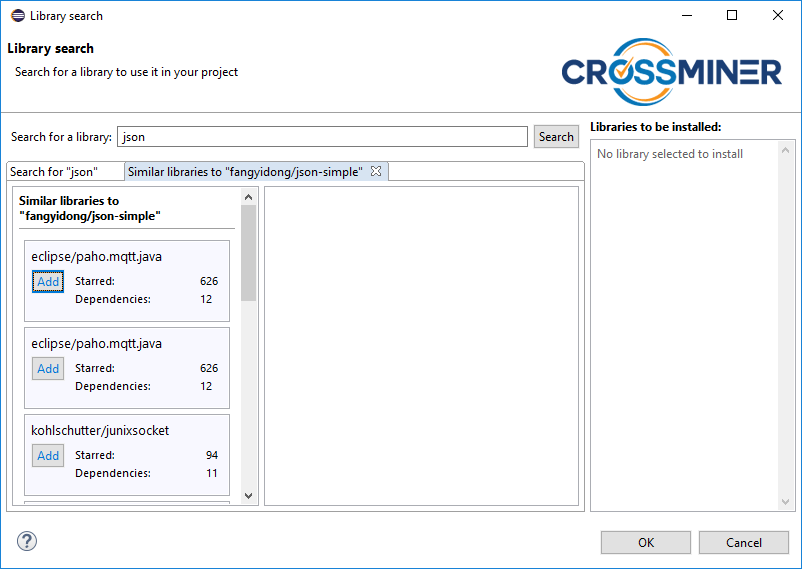 Library search
Library search
Search for a library to use it in your project
CROSSMINER
Search for a library:
json
Search
Libraries to be installed:
No library selected to install
Search for "json"
Similar libraries to "fangyidong/json-simple"
Similar libraries to
"fangyidong/json-simple"
eclipse/paho.mqtt.java
Add
Starred: 626
Dependencies: 12
eclipse/paho.mqtt.java
Add
Starred: 626
Dependencies: 12
kohlschutter/junixsocket
Add
Starred: 94
Dependencies: 11
?
OK
Cancel